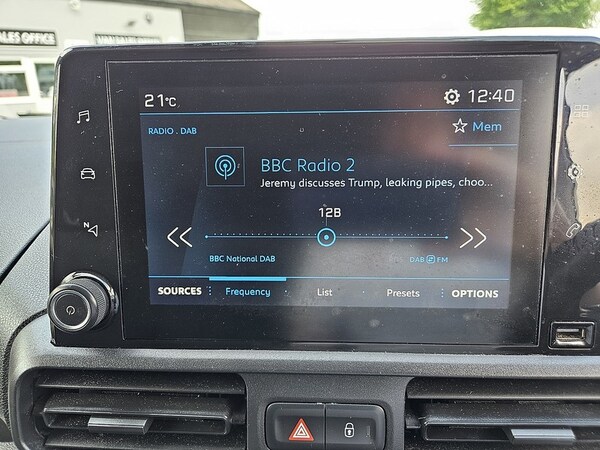 SALES OFFICE
21°C
12:40
RADIO . DAB
Mem
BBC Radio 2
Jeremy discusses Trump, leaking pipes, choo...
12B
BBC National DAB
DAB FM
SOURCES Frequency List Presets OPTIONS
N